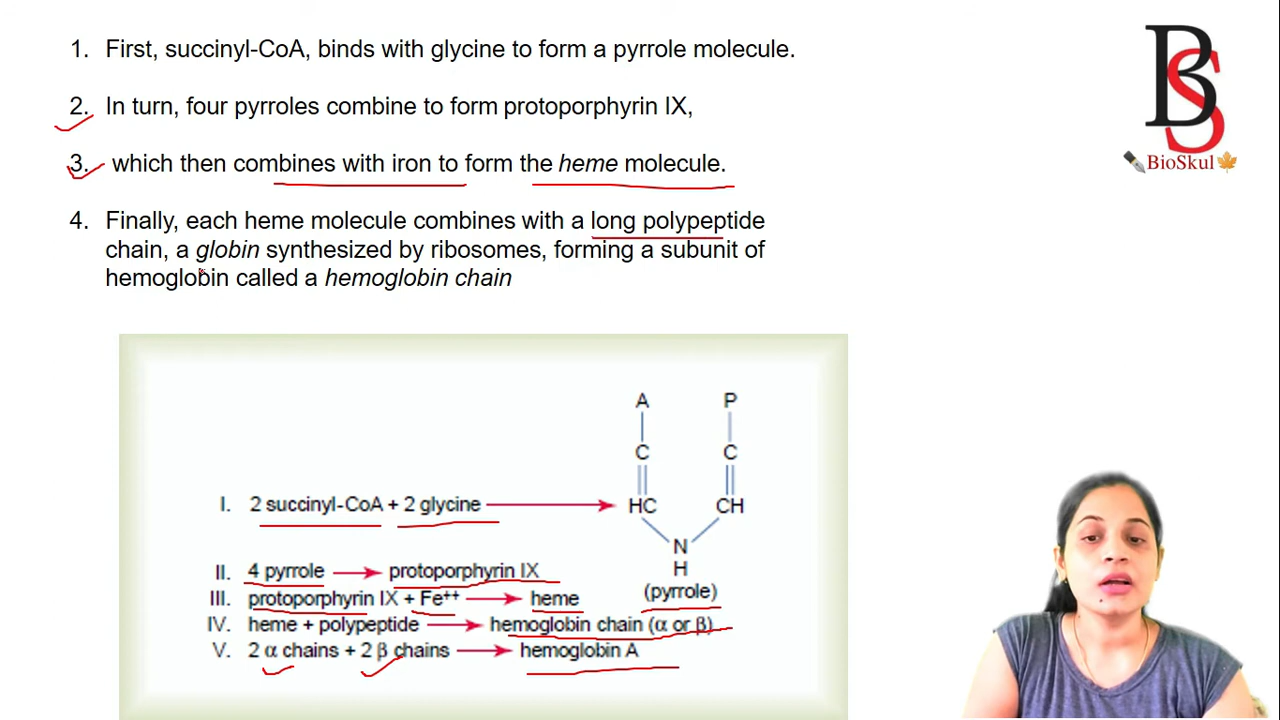 1. First, succinyl-CoA, binds with glycine to form a pyrrole molecule.
2. In turn, four pyrroles combine to form protoporphyrin IX,
3. which then combines with iron to form the heme molecule.
4. Finally, each heme molecule combines with a long polypeptide
chain, a globin synthesized by ribosomes, forming a subunit of
hemoglobin called a hemoglobin chain
BS
BioSkul
A P
C C
I. 2 succinyl-CoA + 2 glycine HC CH
N
H
(pyrrole)
II. 4 pyrrole protoporphyrin IX
III. protoporphyrin IX + Fe++ heme
IV. heme + polypeptide hemoglobin chain (α or β)
V. 2 α chains + 2 β chains hemoglobin A